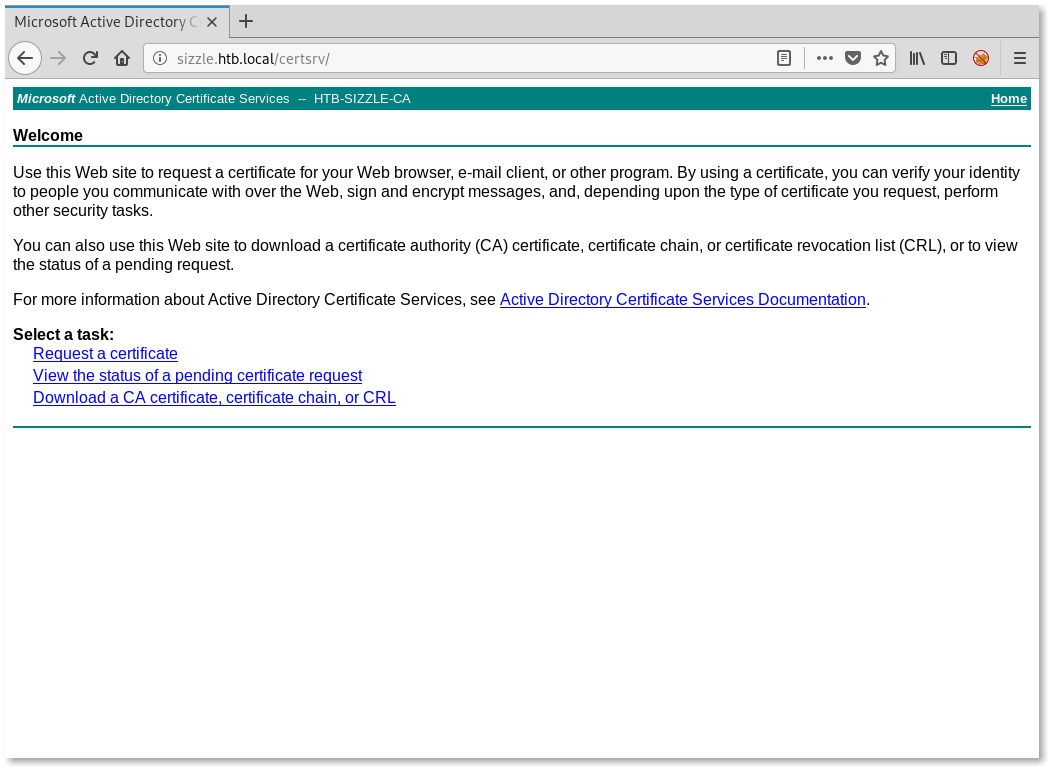 Microsoft Active Directory C
sizzle.htb.local/certsrv/
Microsoft Active Directory Certificate Services -- HTB-SIZZLE-CA Home
Welcome
Use this Web site to request a certificate for your Web browser, e-mail client, or other program. By using a certificate, you can verify your identity
to people you communicate with over the Web, sign and encrypt messages, and, depending upon the type of certificate you request, perform
other security tasks.
You can also use this Web site to download a certificate authority (CA) certificate, certificate chain, or certificate revocation list (CRL), or to view
the status of a pending request.
For more information about Active Directory Certificate Services, see Active Directory Certificate Services Documentation.
Select a task:
Request a certificate
View the status of a pending certificate request
Download a CA certificate, certificate chain, or CRL